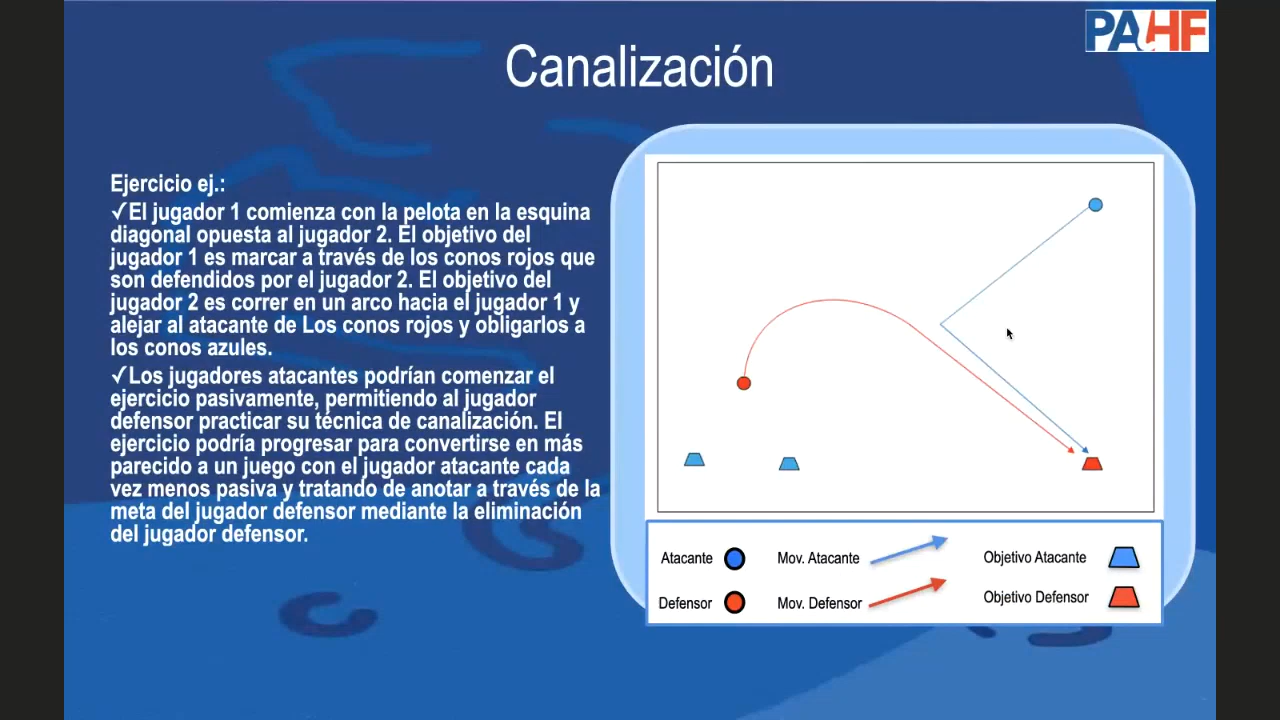 PAHF
Canalización
Ejercicio ej.:
✓El jugador 1 comienza con la pelota en la esquina
diagonal opuesta al jugador 2. El objetivo del
jugador 1 es marcar a través de los conos rojos que
son defendidos por el jugador 2. El objetivo del
jugador 2 es correr en un arco hacia el jugador 1 y
alejar al atacante de Los conos rojos y obligarlos a
los conos azules.
✓Los jugadores atacantes podrían comenzar el
ejercicio pasivamente, permitiendo al jugador
defensor practicar su técnica de canalización. El
ejercicio podría progresar para convertirse en más
parecido a un juego con el jugador atacante cada
vez menos pasiva y tratando de anotar a través de la
meta del jugador defensor mediante la eliminación
del jugador defensor.
Atacante Mov. Atacante Objetivo Atacante
Defensor Mov. Defensor Objetivo Defensor